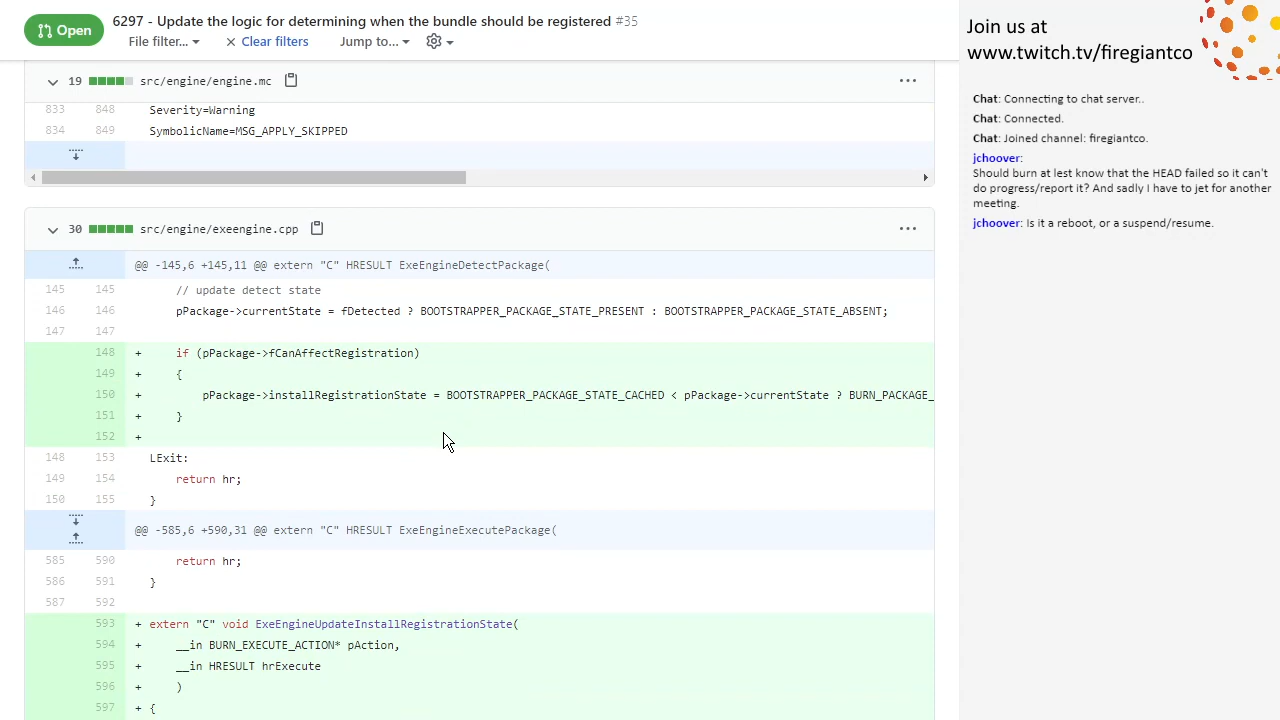 Open
6297 - Update the logic for determining when the bundle should be registered #35
File filter...
Clear filters
Jump to...
Join us at
www.twitch.tv/firegiantco
19 src/engine/engine.mc
833 848 Severity=Warning
834 849 SymbolicName=MSG_APPLY_SKIPPED
30 src/engine/exeengine.cpp
@@ -145,6 +145,11 @@ extern "C" HRESULT ExeEngineDetectPackage(
145 145 // update detect state
146 146 pPackage->currentState = fDetected ? BOOTSTRAPPER_PACKAGE_STATE_PRESENT : BOOTSTRAPPER_PACKAGE_STATE_ABSENT;
147 147
148 + if (pPackage->fCanAffectRegistration)
149 + {
150 + pPackage->installRegistrationState = BOOTSTRAPPER_PACKAGE_STATE_CACHED < pPackage->currentState ? BURN_PACKAGE_
151 + }
152 +
148 153 LExit:
149 154 return hr;
150 155 }
@@ -585,6 +590,31 @@ extern "C" HRESULT ExeEngineExecutePackage(
585 590 return hr;
586 591 }
587 592
593 + extern "C" void ExeEngineUpdateInstallRegistrationState(
594 + __in BURN_EXECUTE_ACTION* pAction,
595 + __in HRESULT hrExecute
596 + )
597 + {
Chat: Connecting to chat server..
Chat: Connected.
Chat: Joined channel: firegiantco.
jchoover:
Should burn at lest know that the HEAD failed so it can't
do progress/report it? And sadly I have to jet for another
meeting.
jchoover: Is it a reboot, or a suspend/resume.